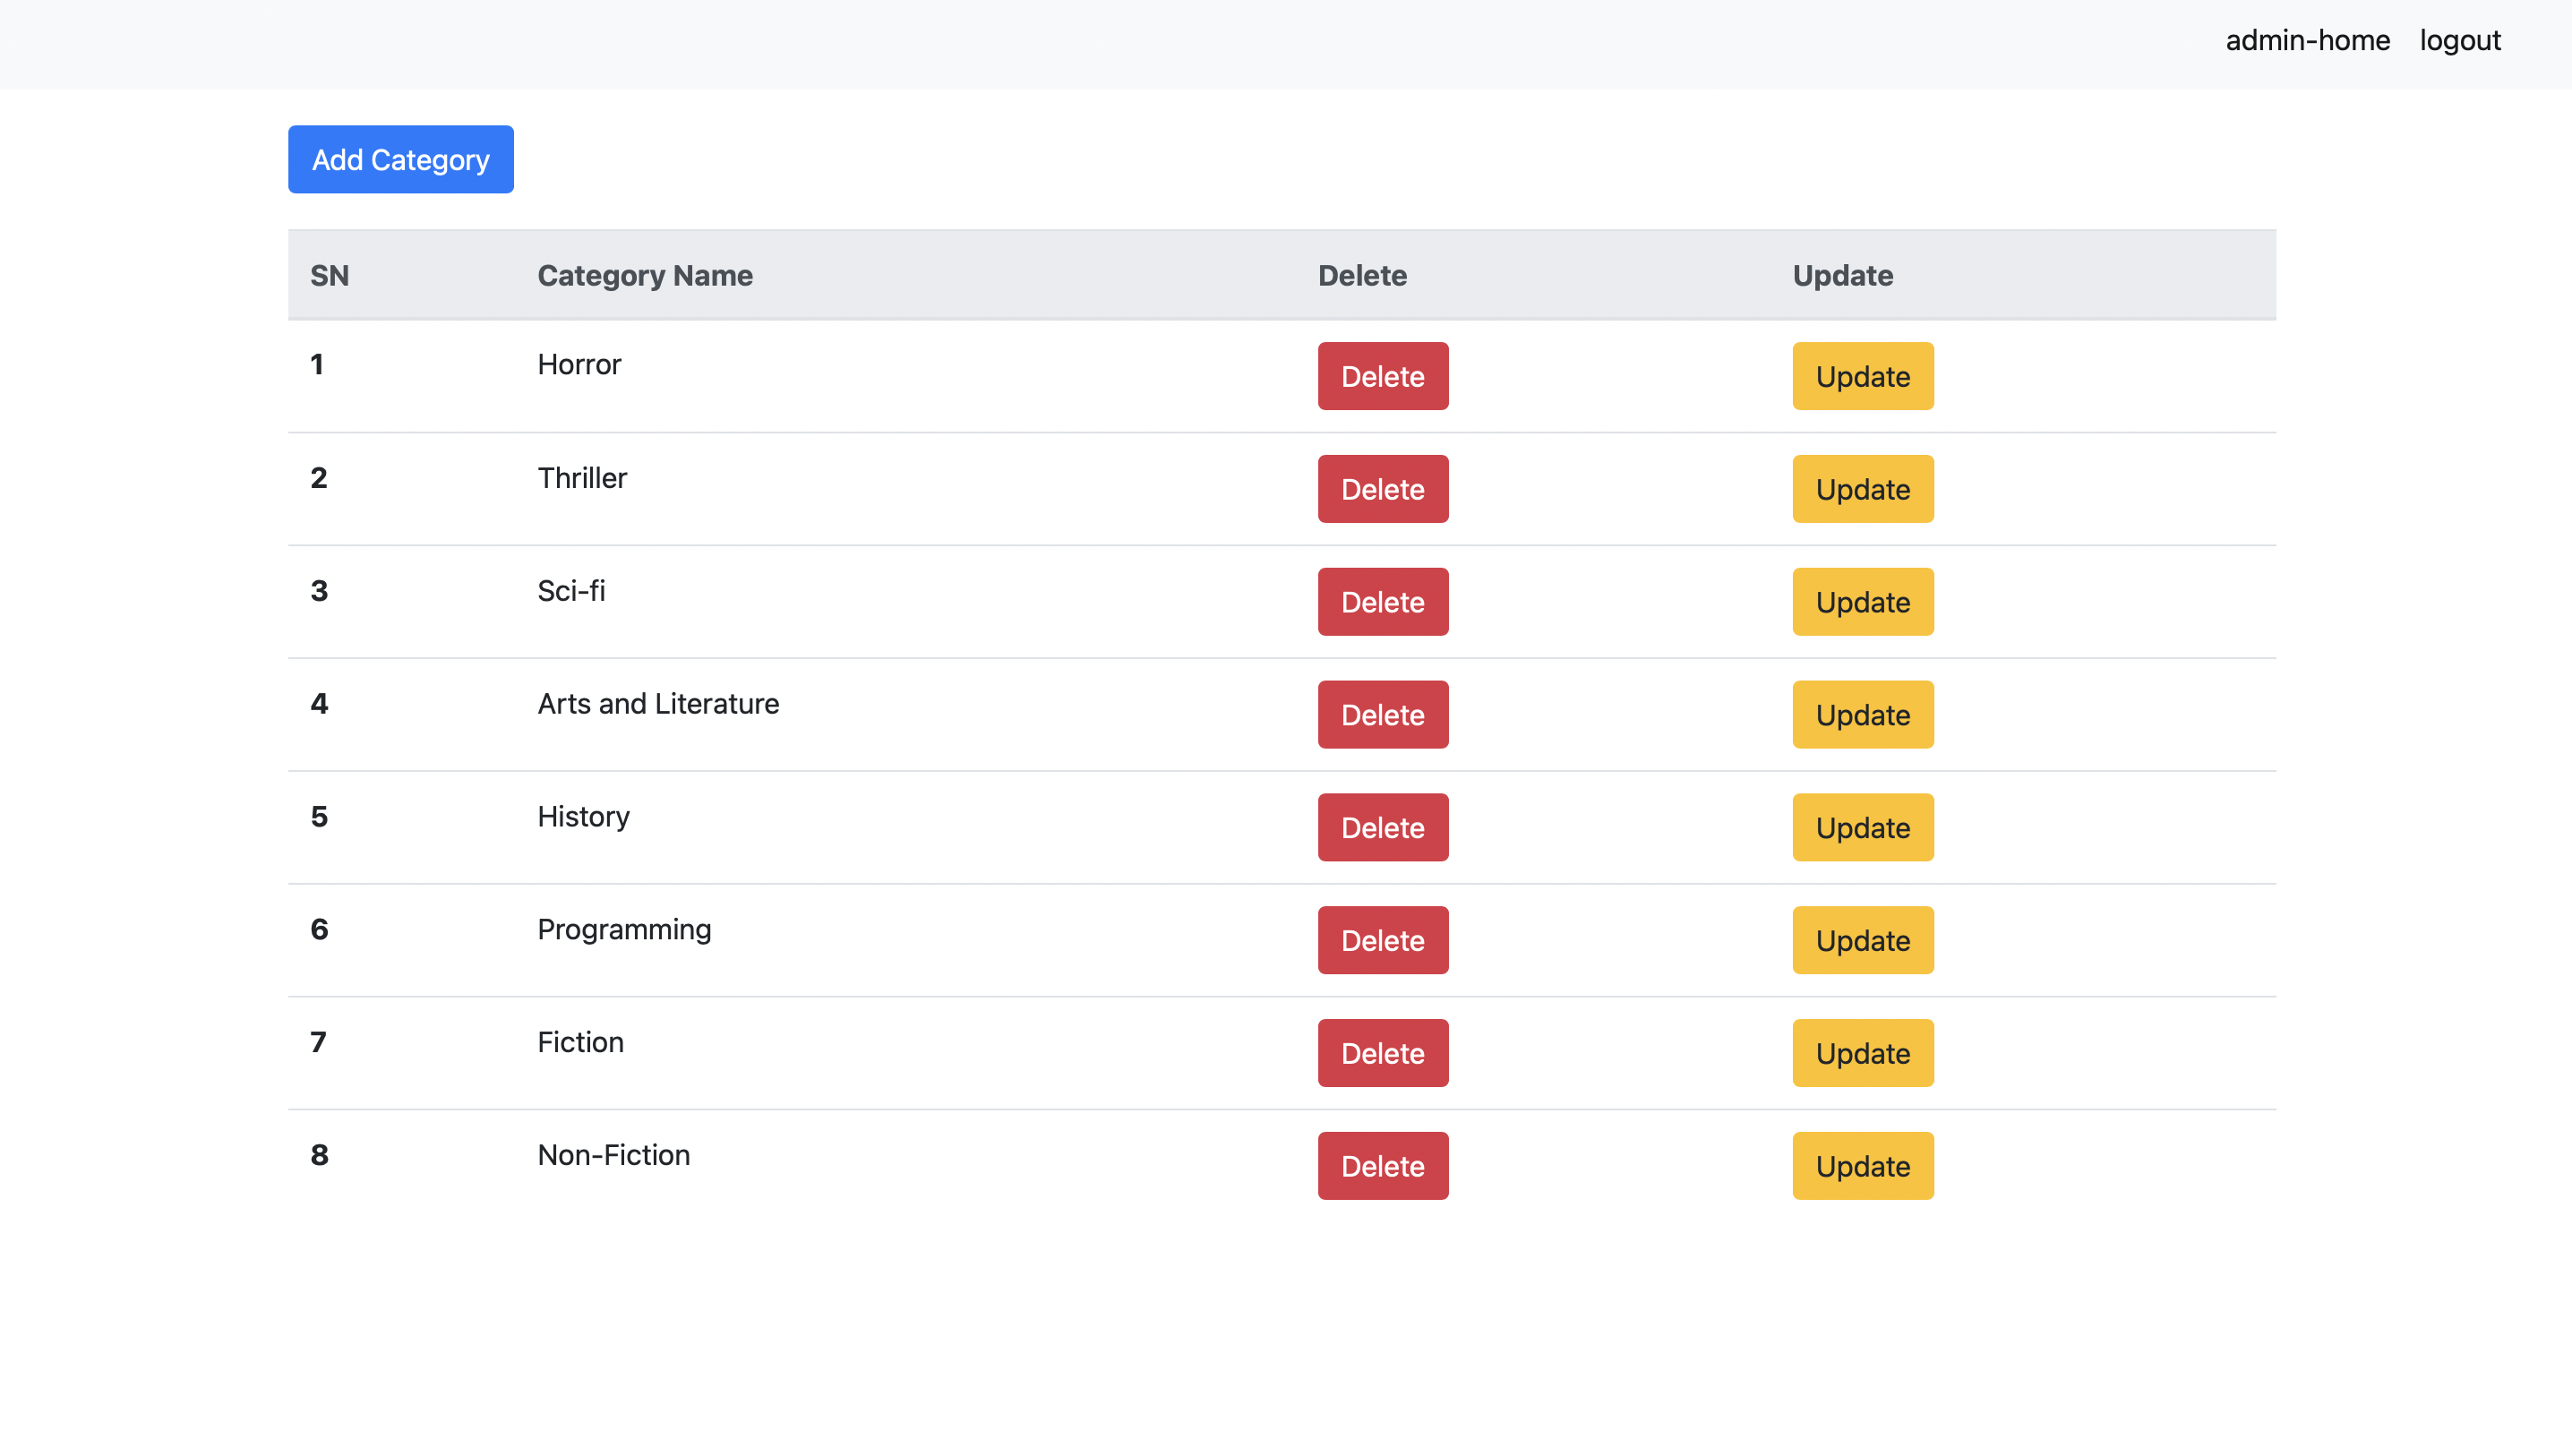 admin-home logout
Add Category
SN Category Name Delete Update
1 Horror Delete Update
2 Thriller Delete Update
3 Sci-fi Delete Update
4 Arts and Literature Delete Update
5 History Delete Update
6 Programming Delete Update
7 Fiction Delete Update
8 Non-Fiction Delete Update